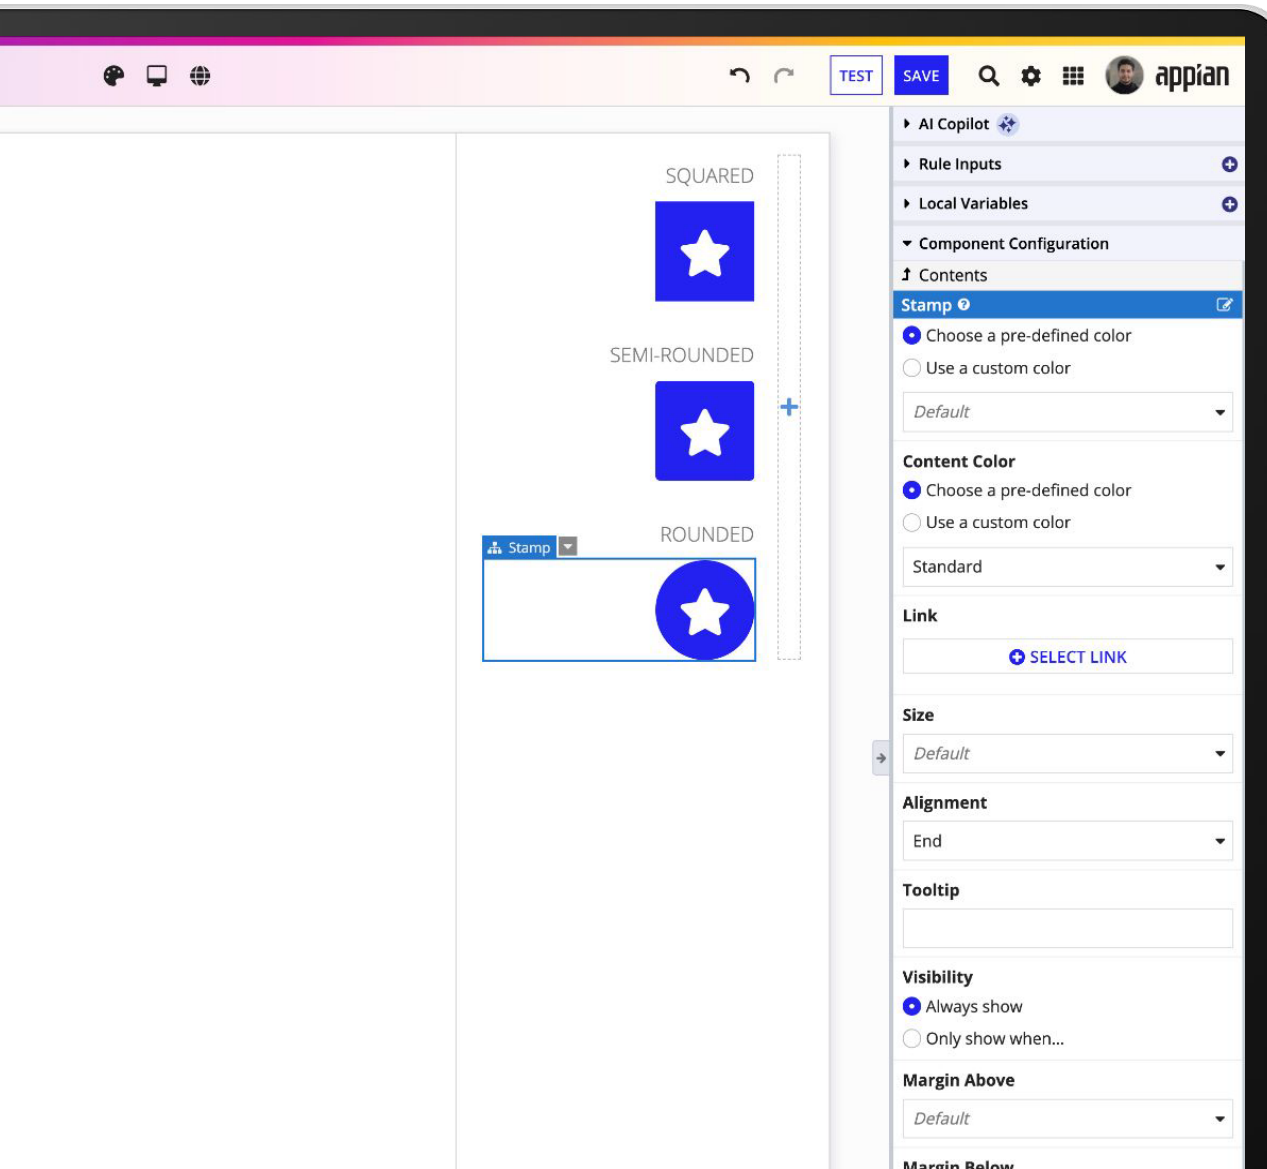 TEST
SAVE
appian
SQUARED
SEMI-ROUNDED
ROUNDED
Stamp
AI Copilot
Rule Inputs
Local Variables
Component Configuration
Contents
Stamp
Choose a pre-defined color
Use a custom color
Default
Content Color
Choose a pre-defined color
Use a custom color
Standard
Link
SELECT LINK
Size
Default
Alignment
End
Tooltip
Visibility
Always show
Only show when...
Margin Above
Default
Margin Below